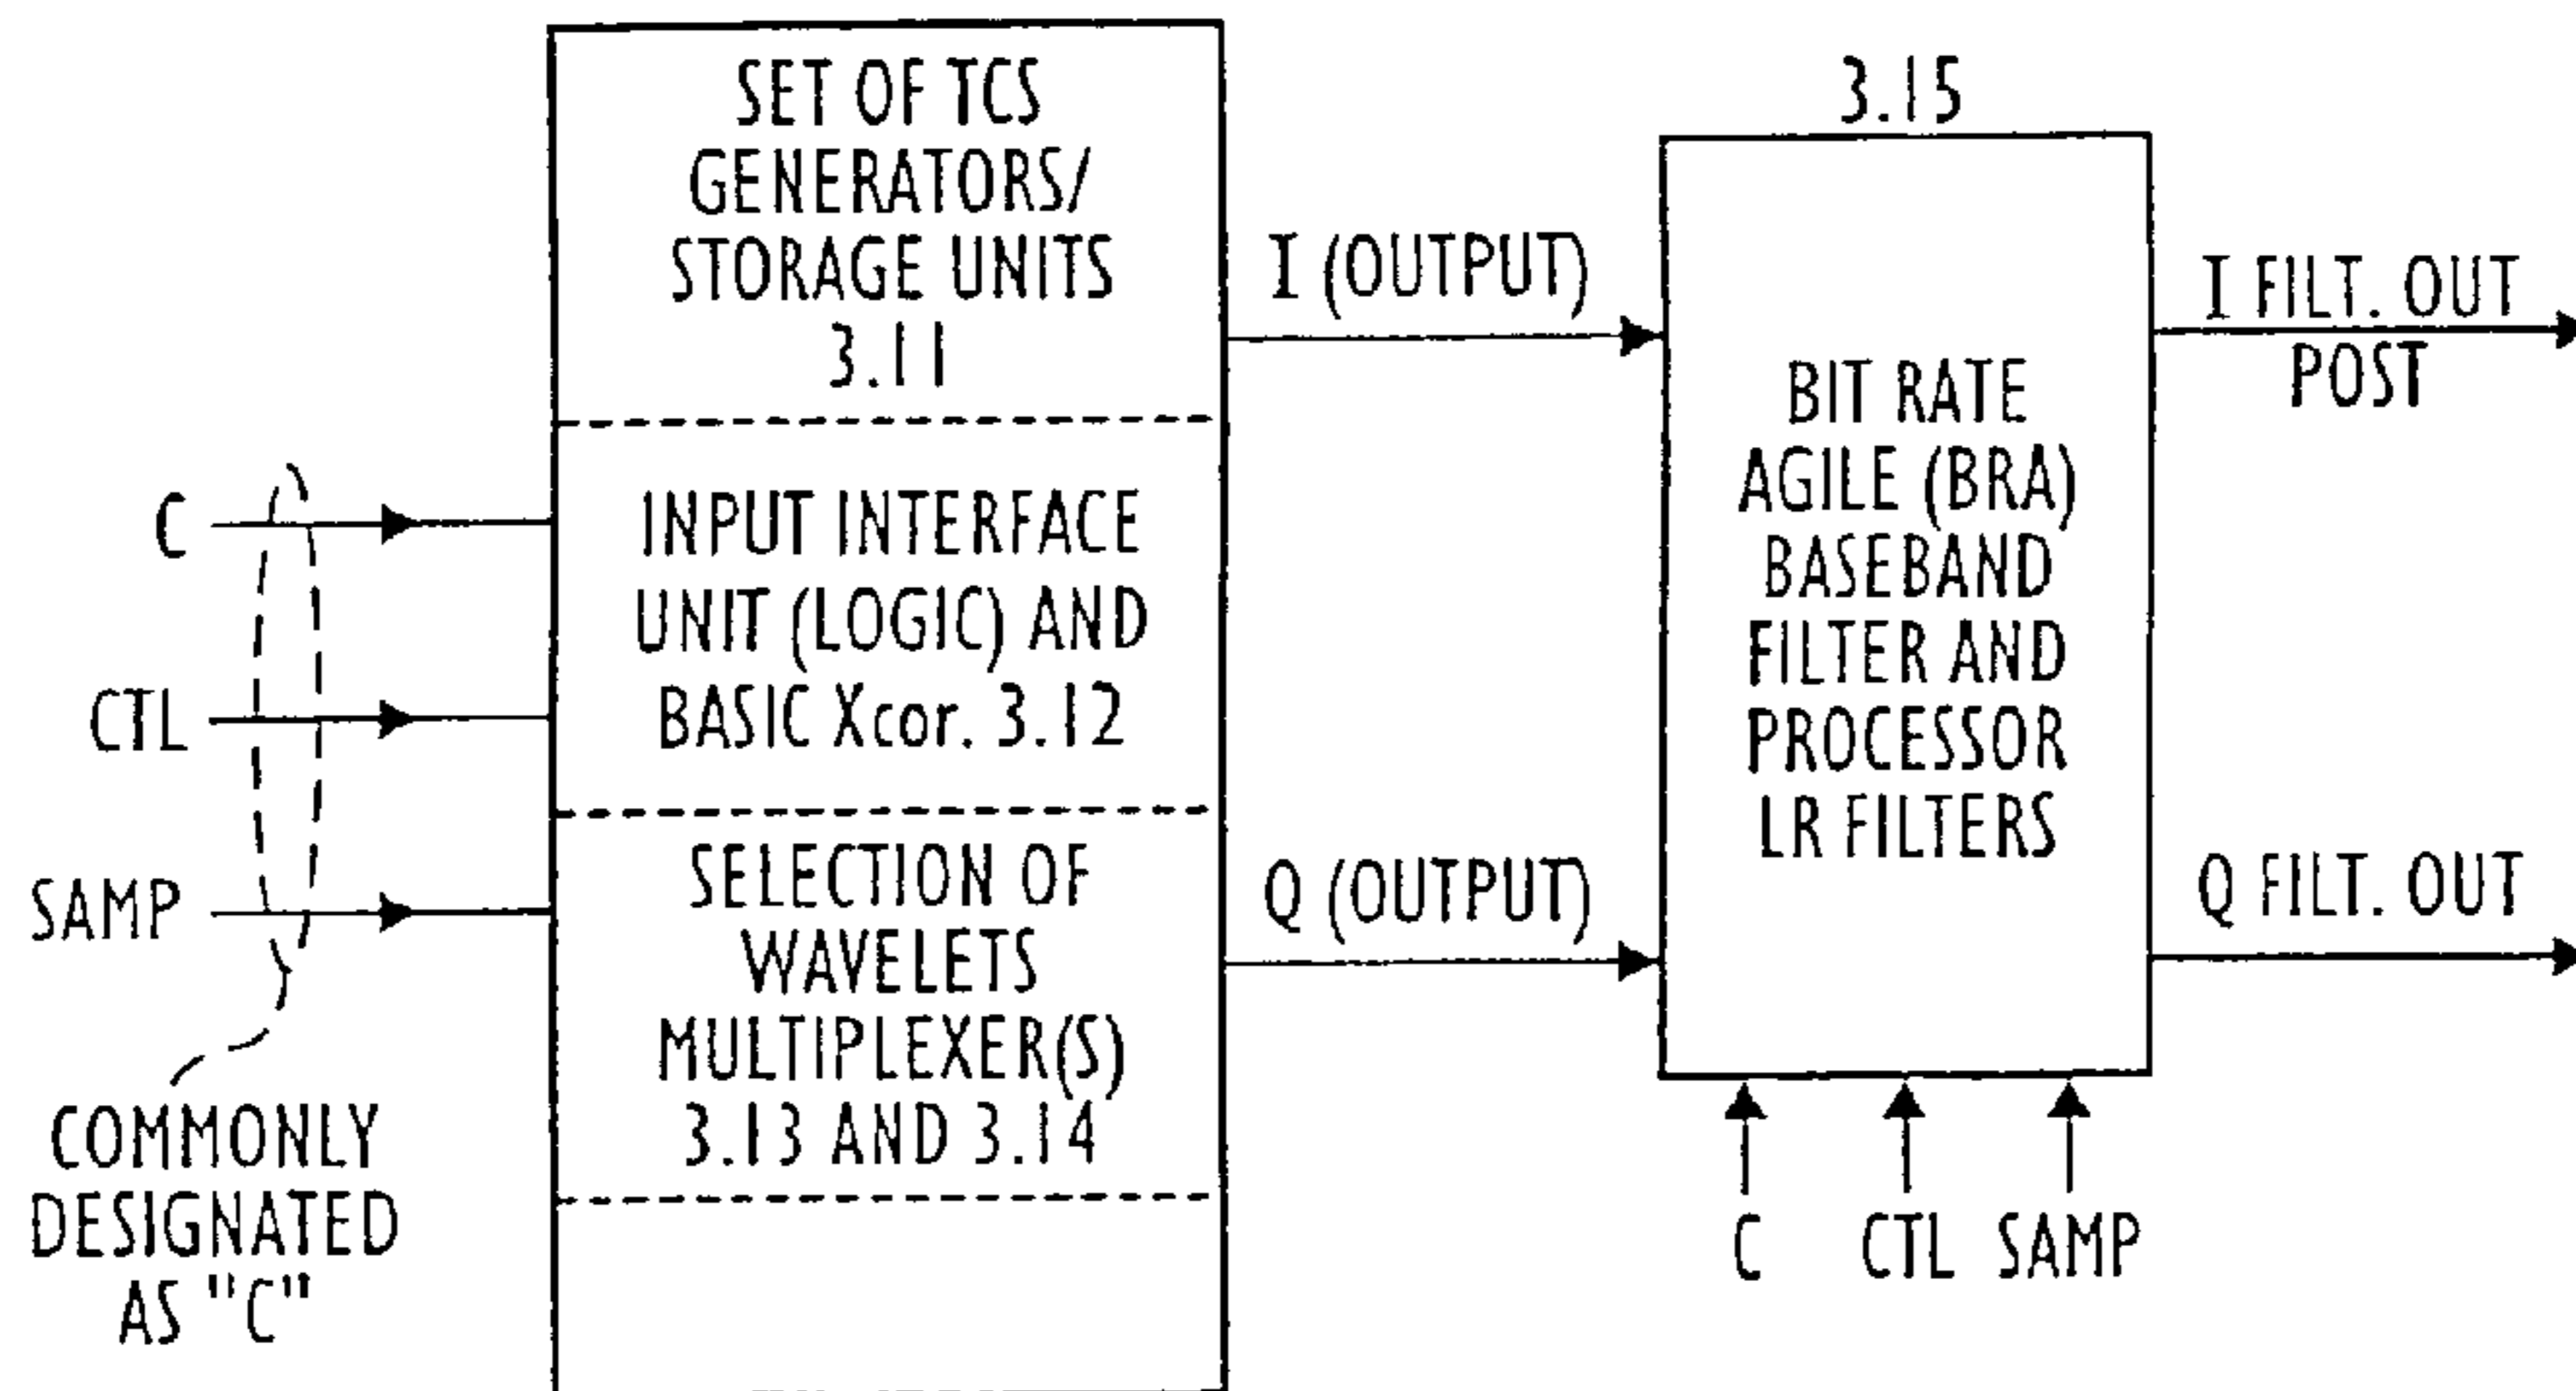 SET OF TCS
GENERATORS/
STORAGE UNITS
3.11
C
CTL
SAMP
COMMONLY
DESIGNATED
AS "C"
INPUT INTERFACE
UNIT (LOGIC) AND
BASIC Xcor. 3.12
SELECTION OF
WAVELETS
MULTIPLEXER(S)
3.13 AND 3.14
I (OUTPUT)
Q (OUTPUT)
3.15
BIT RATE
AGILE (BRA)
BASEBAND
FILTER AND
PROCESSOR
LR FILTERS
C CTL SAMP
I FILT. OUT
POST
Q FILT. OUT